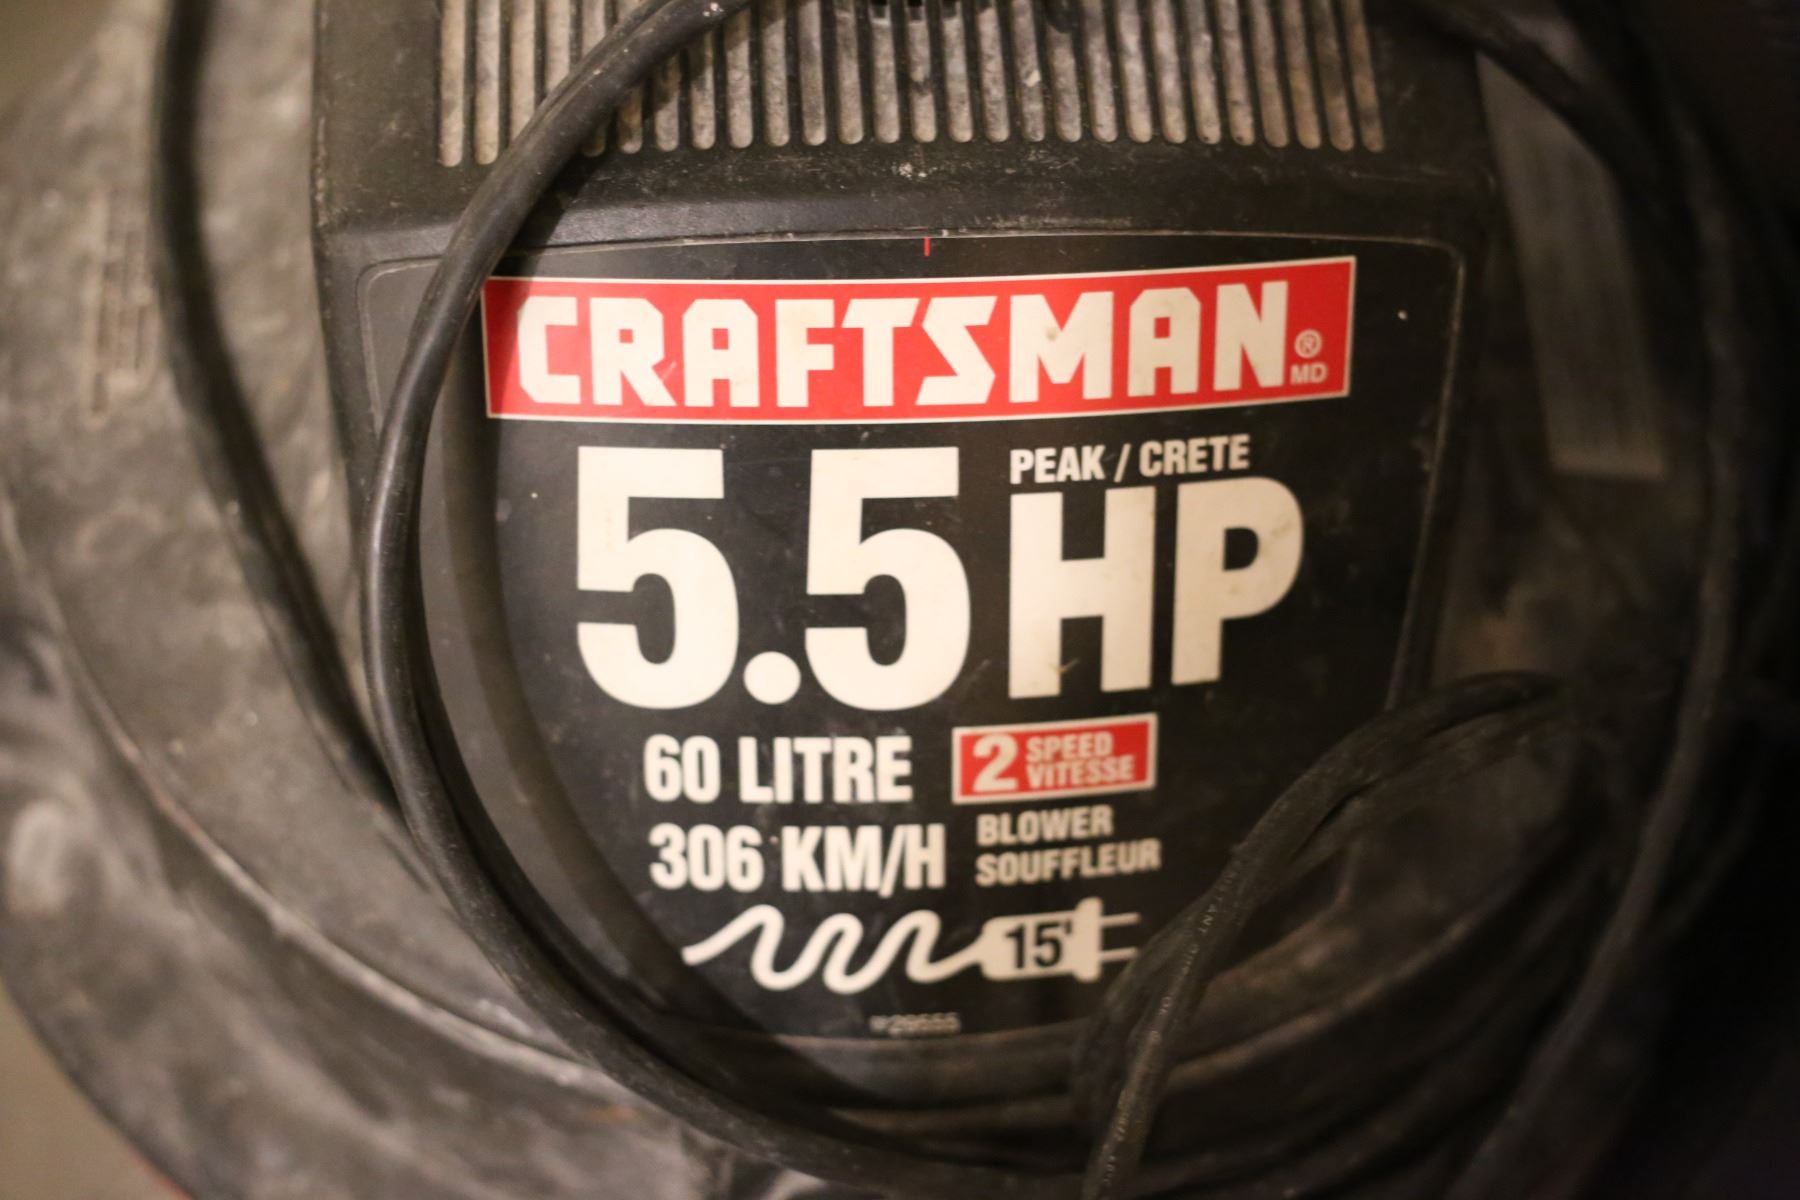 CRAFTSMAN® MD
PEAK / CRETE
5.5 HP
60 LITRE
2 SPEED
VITESSE
306 KM/H
BLOWER
SOUFFLEUR
15'